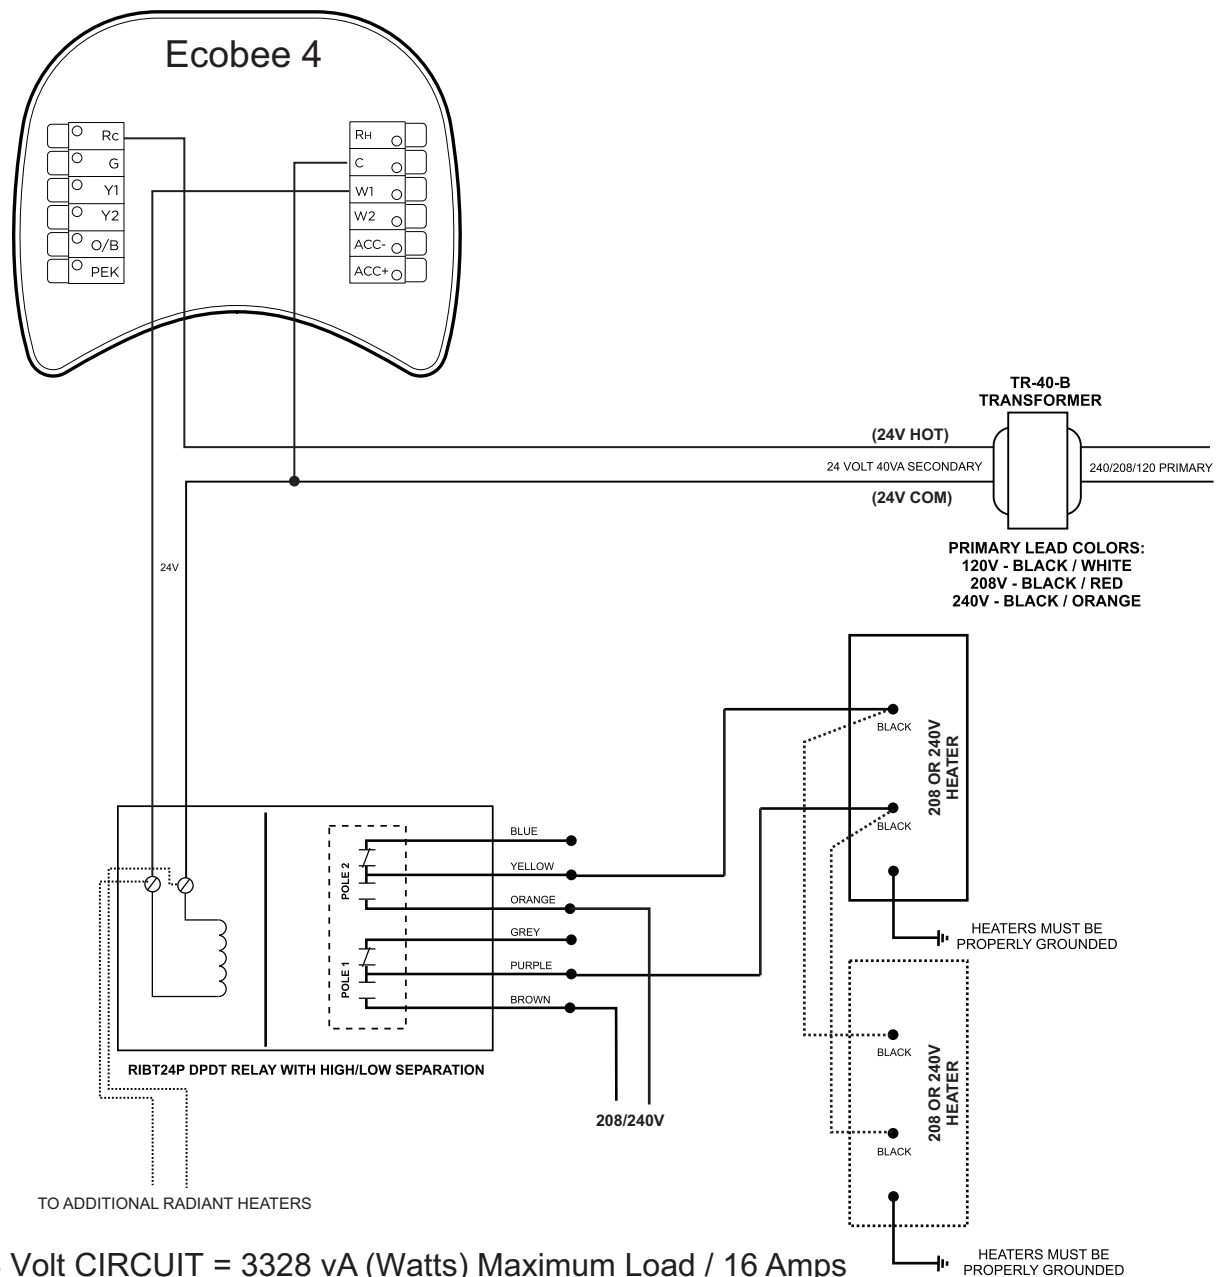 Ecobee 4
Rc
G
Y1
Y2
O/B
PEK
RH
C
W1
W2
ACC-
ACC+
TR-40-B
TRANSFORMER
(24V HOT)
24 VOLT 40VA SECONDARY
240/208/120 PRIMARY
(24V COM)
PRIMARY LEAD COLORS:
120V - BLACK / WHITE
208V - BLACK / RED
240V - BLACK / ORANGE
24V
BLACK
BLACK
208 OR 240V
HEATER
HEATERS MUST BE
PROPERLY GROUNDED
POLE 2
POLE 1
BLUE
YELLOW
ORANGE
GREY
PURPLE
BROWN
RIBT24P DPDT RELAY WITH HIGH/LOW SEPARATION
208/240V
BLACK
BLACK
208 OR 240V
HEATER
TO ADDITIONAL RADIANT HEATERS
HEATERS MUST BE
PROPERLY GROUNDED
Volt CIRCUIT = 3328 vA (Watts) Maximum Load / 16 Amps